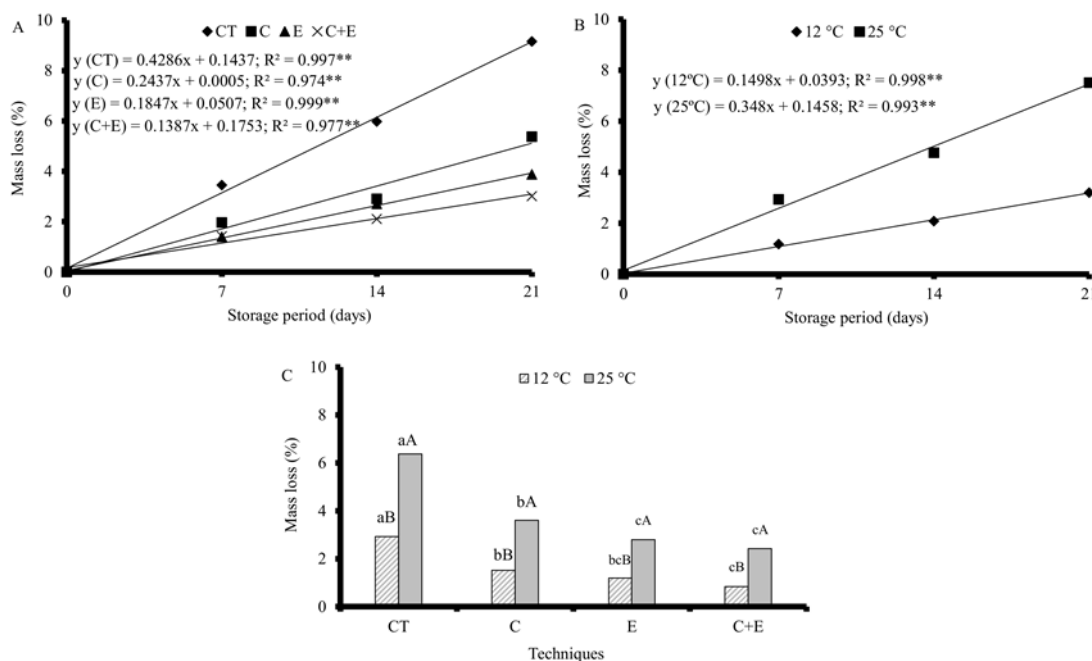 A
CT C E C+E
y (CT) = 0.4286x + 0.1437; R² = 0.997**
y (C) = 0.2437x + 0.0005; R² = 0.974**
y (E) = 0.1847x + 0.0507; R² = 0.999**
y (C+E) = 0.1387x + 0.1753; R² = 0.977**
Mass loss (%)
10
8
6
4
2
0
0 7 14 21
Storage period (days)
B
12 °C 25 °C
y (12ºC) = 0.1498x + 0.0393; R² = 0.998**
y (25ºC) = 0.348x + 0.1458; R² = 0.993**
Mass loss (%)
10
8
6
4
2
0
0 7 14 21
Storage period (days)
C
12 °C 25 °C
Mass loss (%)
10
8
6
4
2
0
aB aA
bB bA
bcB cA
cB cA
CT C E C+E
Techniques